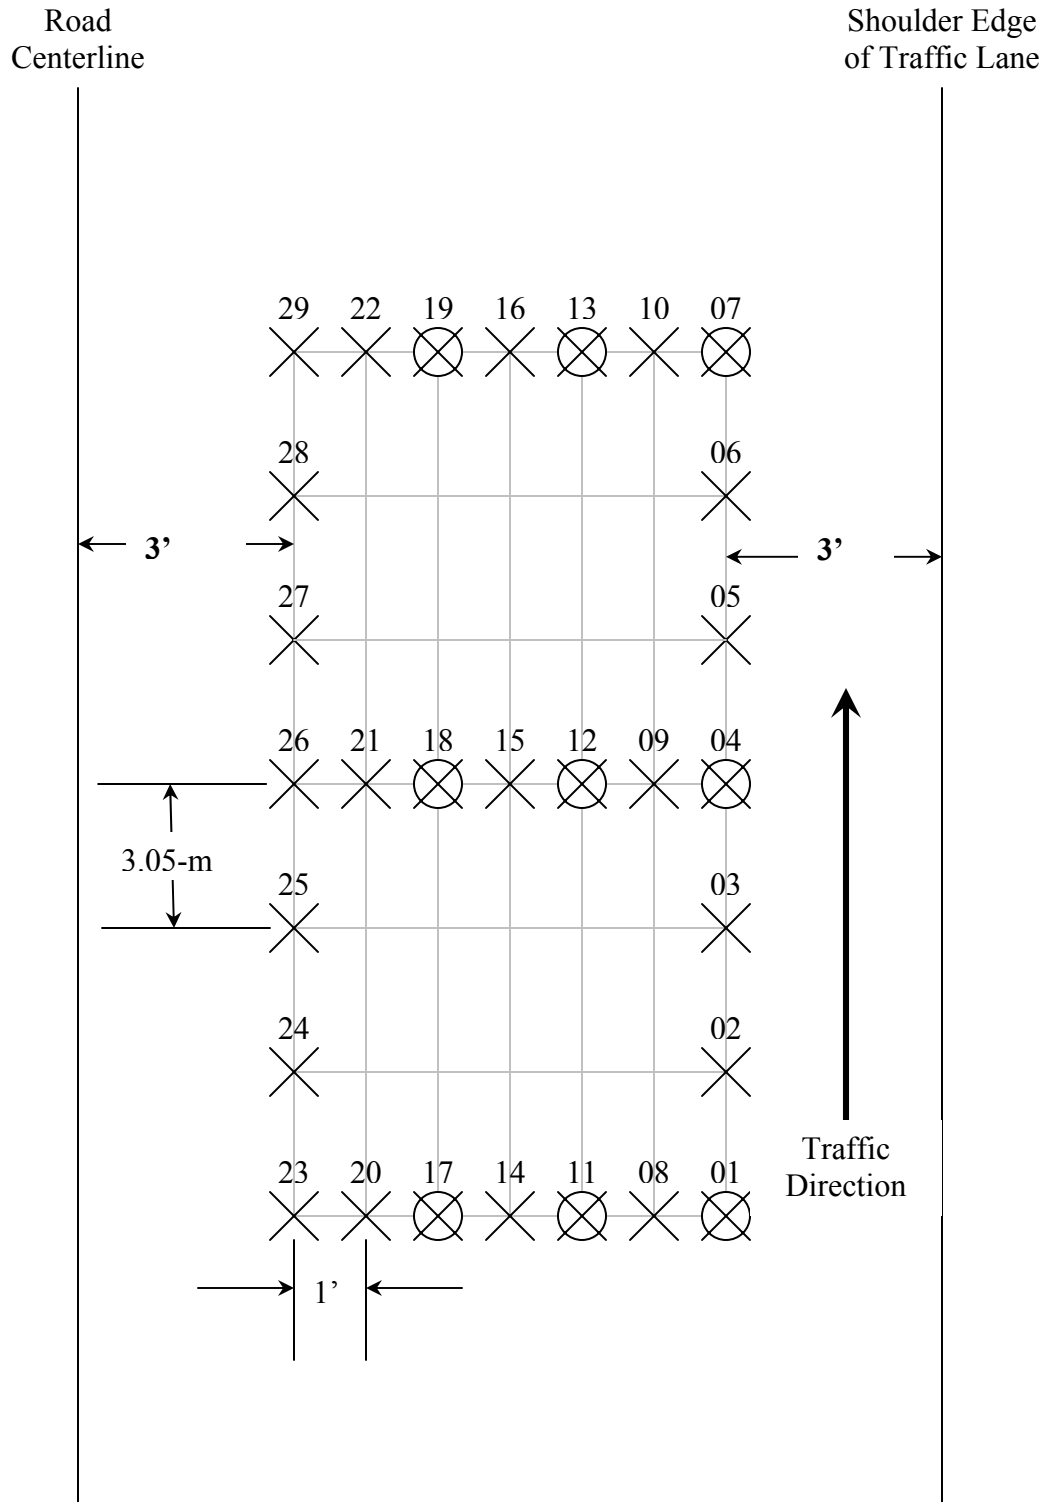 Road
Centerline
Shoulder Edge
of Traffic Lane
29 22 19 16 13 10 07
28 06
3’ 3’
27 05
26 21 18 15 12 09 04
3.05-m
25 03
24 02
23 20 17 14 11 08 01
Traffic
Direction
1’